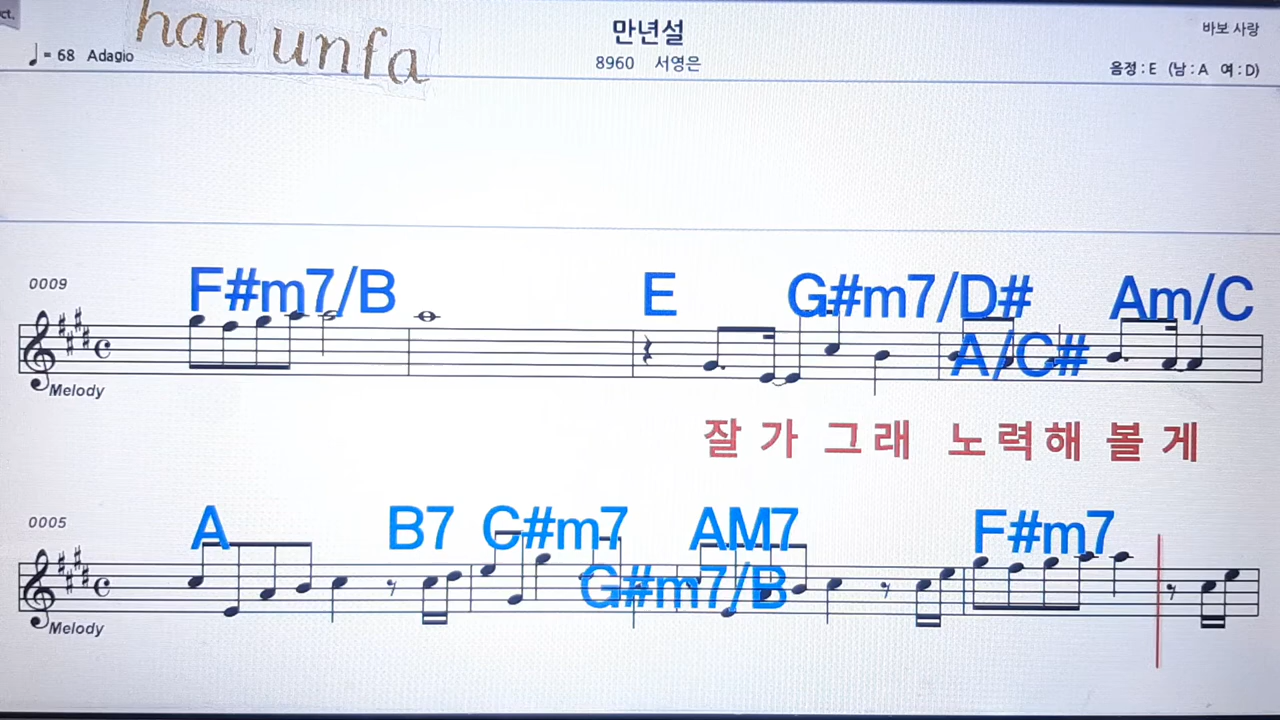 ct.
han unfa
만년설
바보 사랑
♩= 68 Adagio
8960 서영은
음정 : E (남 : A 여 : D)
0009
F#m7/B E G#m7/D# Am/C
A/C#
Melody
잘 가 그 래 노 력 해 볼 게
0005
A B7 C#m7 AM7 F#m7
G#m7/B
Melody